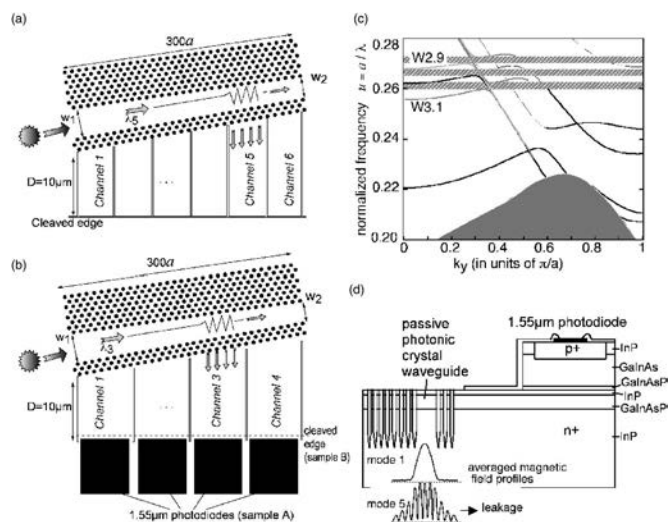 (a)
300a
w2
w1
λ5
D=10µm
Channel 1
...
Channel 5
Channel 6
Cleaved edge
(b)
300a
w2
w1
λ3
D=10µm
Channel 1
Channel 3
Channel 4
cleaved
edge
(sample B)
1.55µm photodiodes (sample A)
(c)
normalized frequency u = a / λ
0.28
0.26
0.24
0.22
0.20
W2.9
W3.1
0 0.2 0.4 0.6 0.8 1
ky (in units of π/a)
(d)
1.55µm photodiode
passive
photonic
crystal
waveguide
p+
InP
GaInAs
GaInAsP
InP
GaInAsP
n+
InP
mode 1
averaged magnetic
field profiles
mode 5
leakage